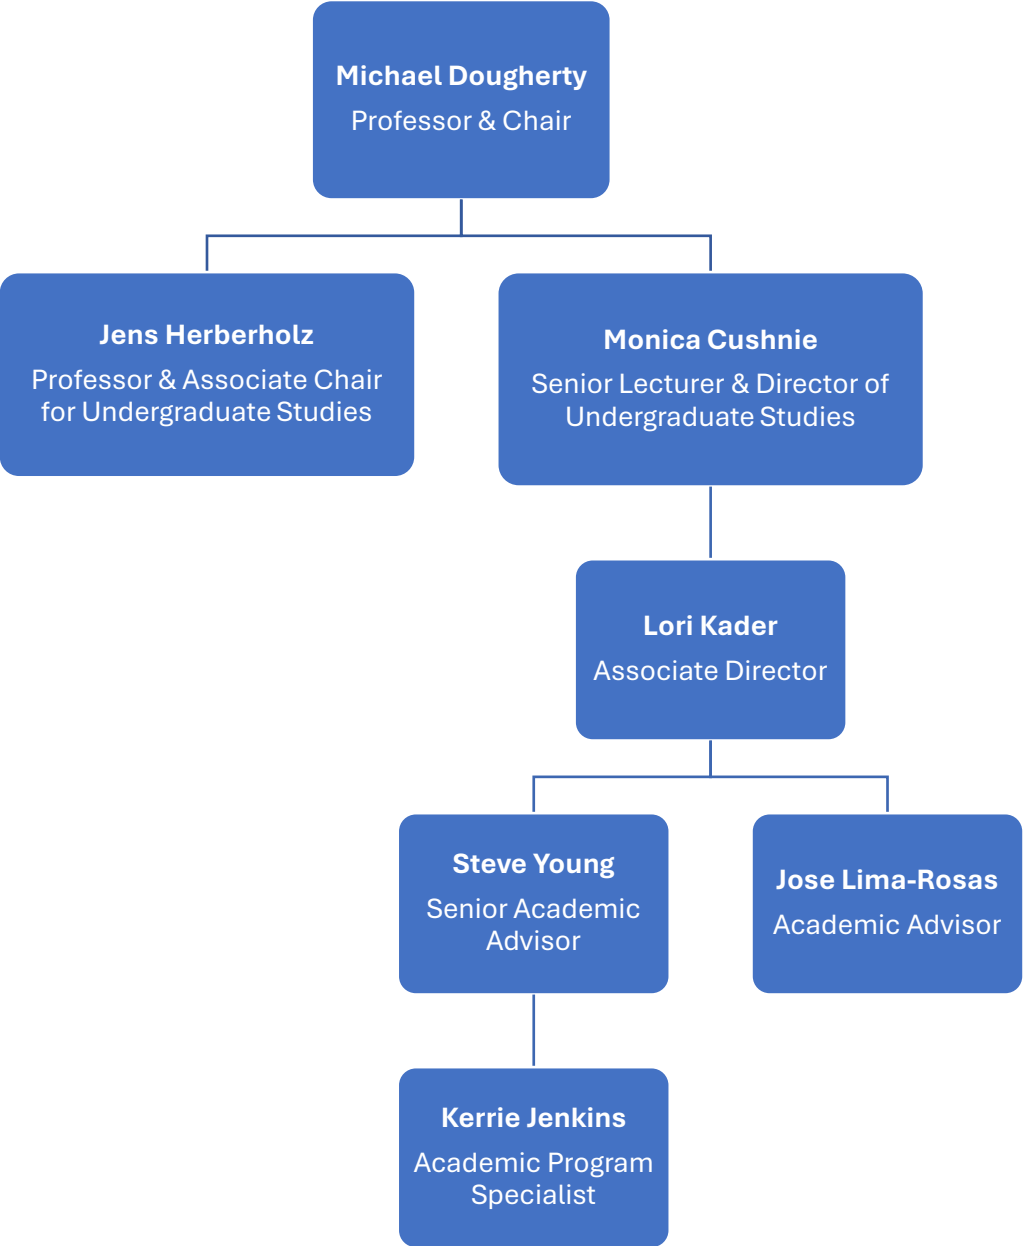 Michael Dougherty
Professor & Chair
Jens Herberholz
Professor & Associate Chair
for Undergraduate Studies
Monica Cushnie
Senior Lecturer & Director of
Undergraduate Studies
Lori Kader
Associate Director
Steve Young
Senior Academic
Advisor
Jose Lima-Rosas
Academic Advisor
Kerrie Jenkins
Academic Program
Specialist